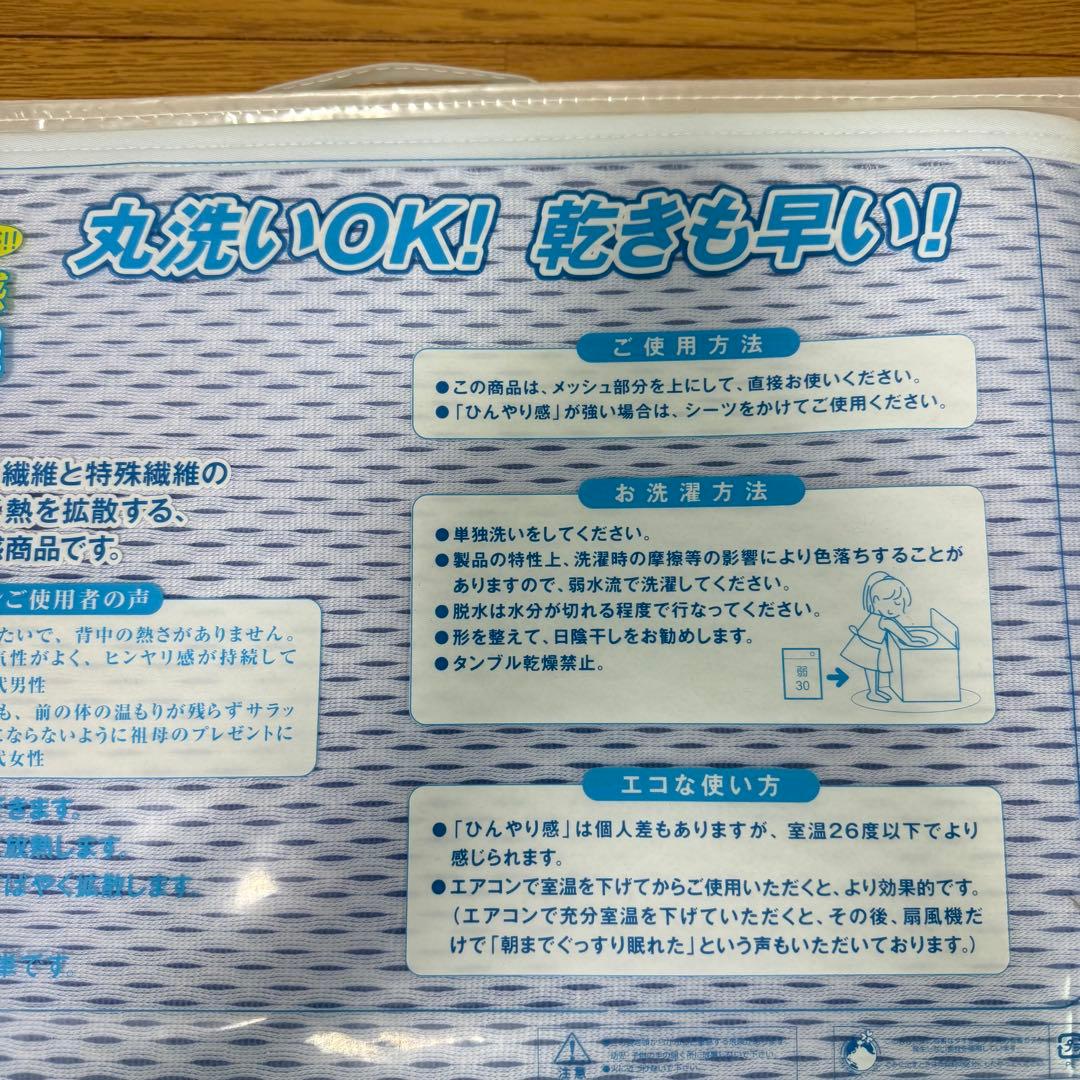 丸洗いOK! 乾きも早い!
ご使用方法
●この商品は、メッシュ部分を上にして、直接お使いください。
●「ひんやり感」が強い場合は、シーツをかけてご使用ください。
繊維と特殊繊維の
熱を拡散する、
商品です。
お洗濯方法
●単独洗いをしてください。
●製品の特性上、洗濯時の摩擦等の影響により色落ちすることが
ありますので、弱水流で洗濯してください。
●脱水は水分が切れる程度で行なってください。
●形を整えて、日陰干しをお勧めします。
●タンブル乾燥禁止。
弱
30
ご使用者の声
たいで、背中の熱さがありません。
気性がよく、ヒンヤリ感が持続して
代男性
も、前の体の温もりが残らずサラッ
にならないように祖母のプレゼントに
代女性
できます。
放熱します。
ばやく拡散します。
単です。
エコな使い方
●「ひんやり感」は個人差もありますが、室温26度以下でより
感じられます。
●エアコンで室温を下げてからご使用いただくと、より効果的です。
(エアコンで充分室温を下げていただくと、その後、扇風機だ
けで「朝までぐっすり眠れた」という声もいただいております。)
注意